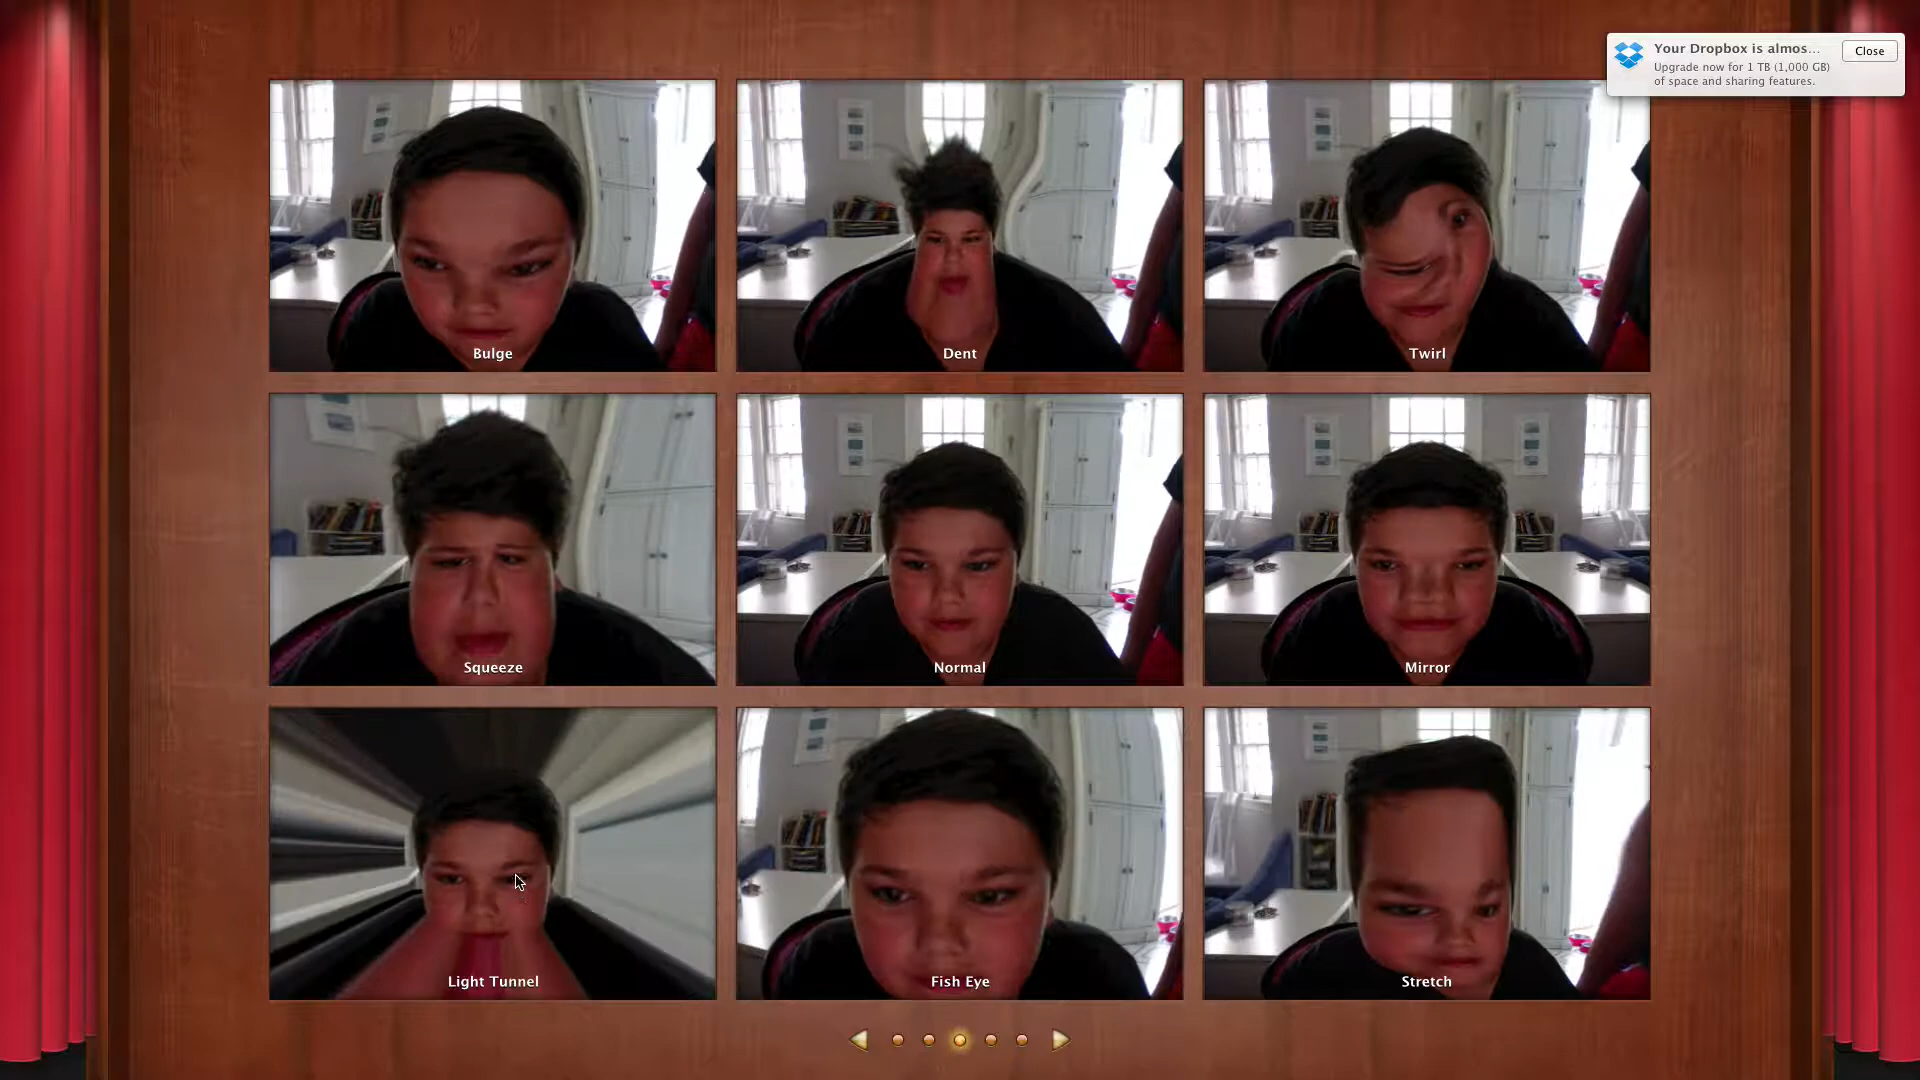 Your Dropbox is almos...
Close
Upgrade now for 1 TB (1,000 GB)
of space and sharing features.
Bulge
Dent
Twirl
Squeeze
Normal
Mirror
Light Tunnel
Fish Eye
Stretch